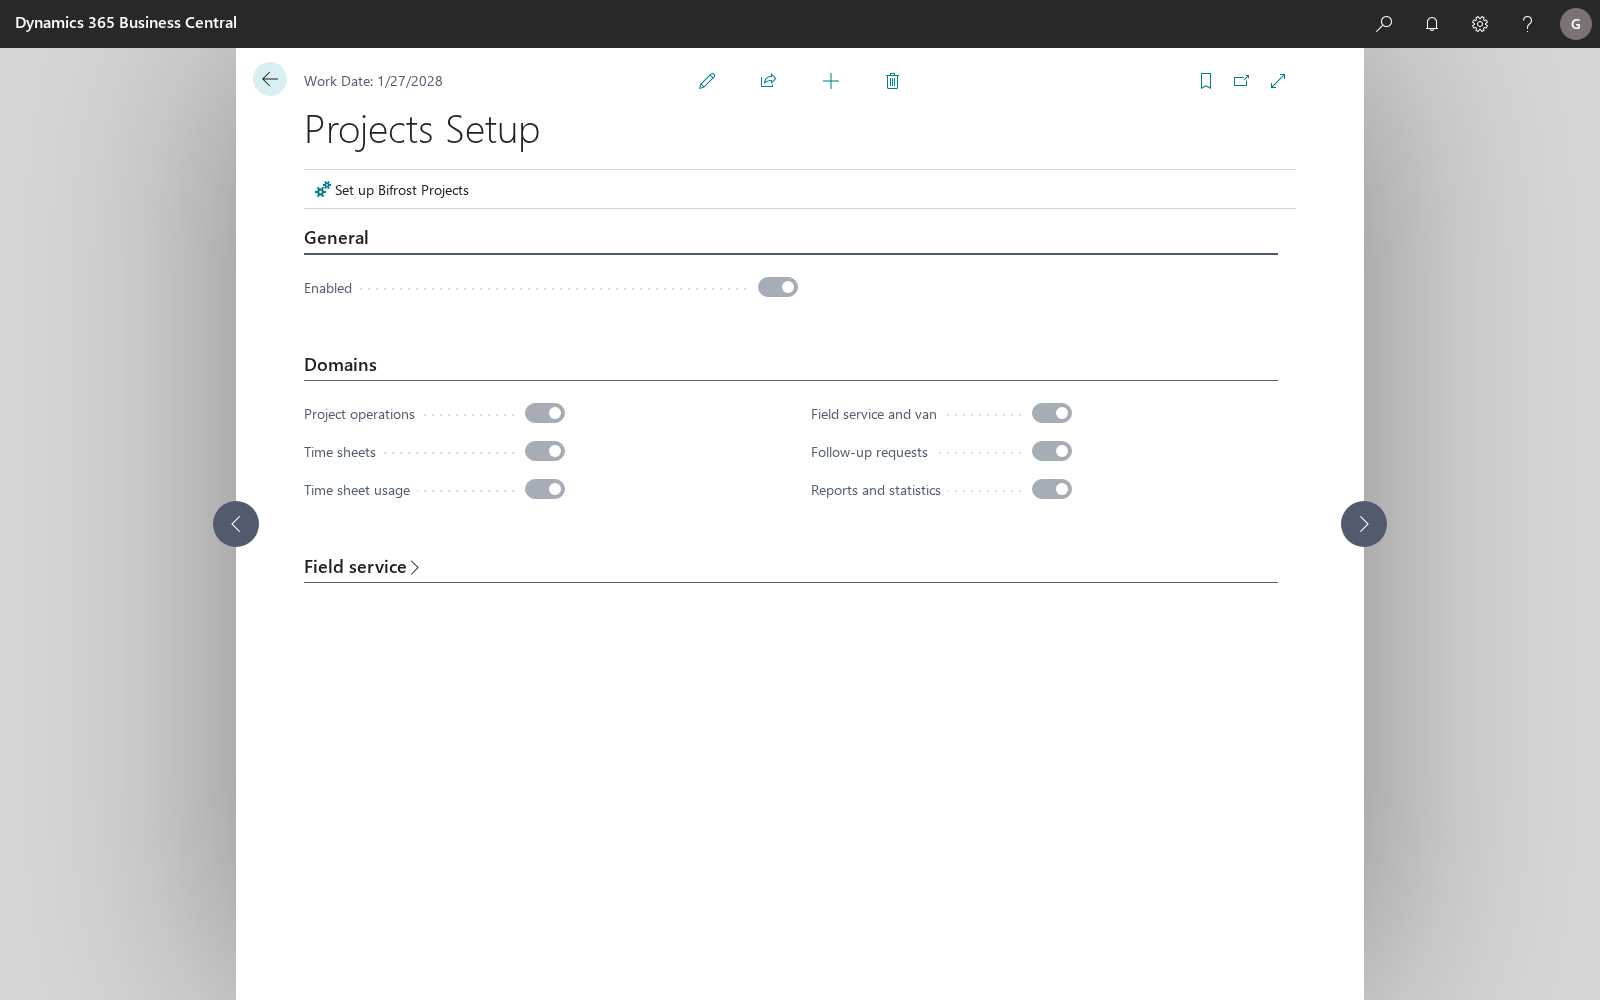 Dynamics 365 Business Central
G
Work Date: 1/27/2028
Projects Setup
Set up Bifrost Projects
General
Enabled
Domains
Project operations
Field service and van
Time sheets
Follow-up requests
Time sheet usage
Reports and statistics
Field service